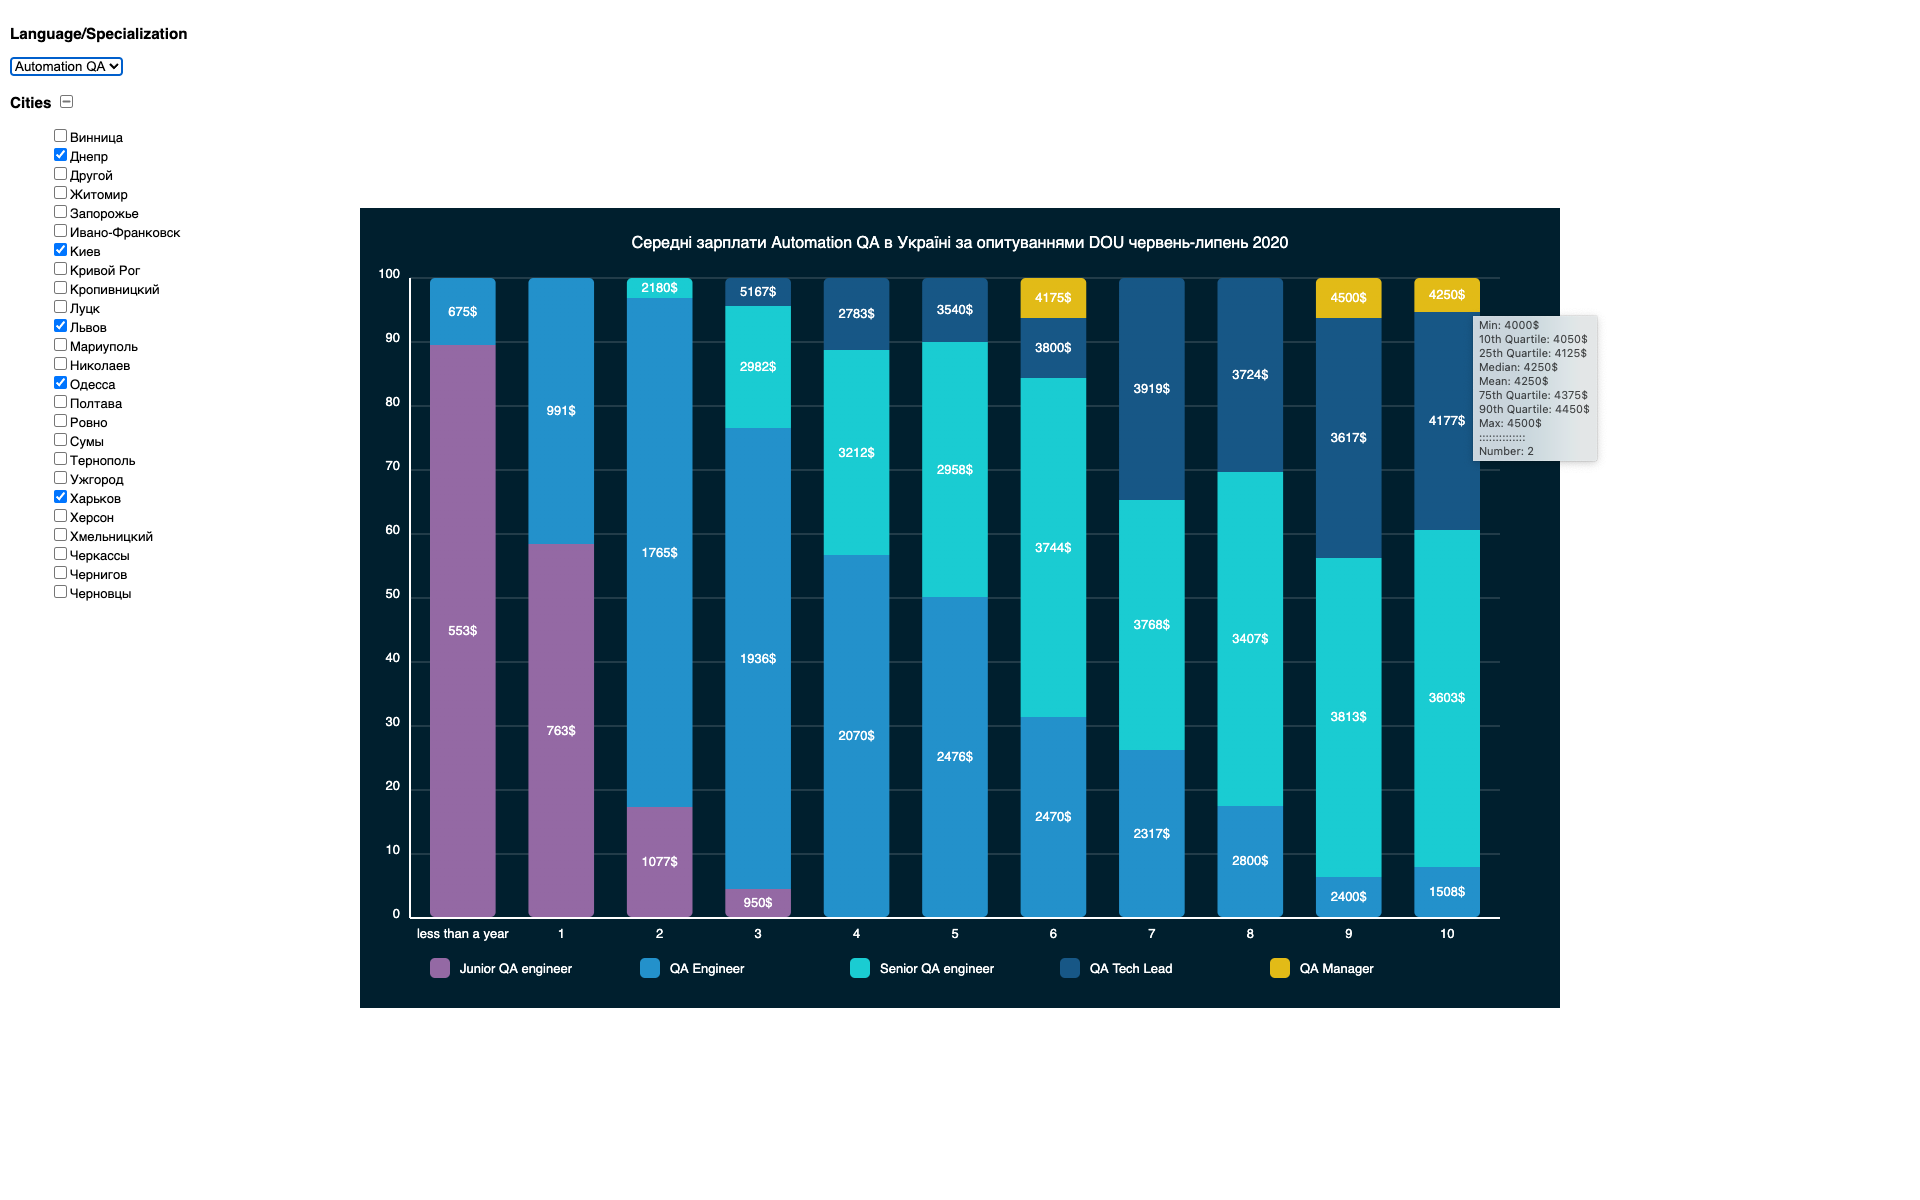 Language/Specialization
Automation QA
Cities
Винница
Днепр
Другой
Житомир
Запорожье
Ивано-Франковск
Киев
Кривой Рог
Кропивницкий
Луцк
Львов
Мариуполь
Николаев
Одесса
Полтава
Ровно
Сумы
Тернополь
Ужгород
Харьков
Херсон
Хмельницкий
Черкассы
Чернигов
Черновцы
Середні зарплати Automation QA в Україні за опитуваннями DOU червень-липень 2020
100
90
80
70
60
50
40
30
20
10
0
675$
553$
991$
763$
2180$
1765$
1077$
5167$
2982$
1936$
950$
2783$
3212$
2070$
3540$
2958$
2476$
4175$
3800$
3744$
2470$
3919$
3768$
2317$
3724$
3407$
2800$
4500$
3617$
3813$
2400$
4250$
4177$
3603$
1508$
Min: 4000$
10th Quartile: 4050$
25th Quartile: 4125$
Median: 4250$
Mean: 4250$
75th Quartile: 4375$
90th Quartile: 4450$
Max: 4500$
::::::::::::::
Number: 2
less than a year 1 2 3 4 5 6 7 8 9 10
Junior QA engineer QA Engineer Senior QA engineer QA Tech Lead QA Manager